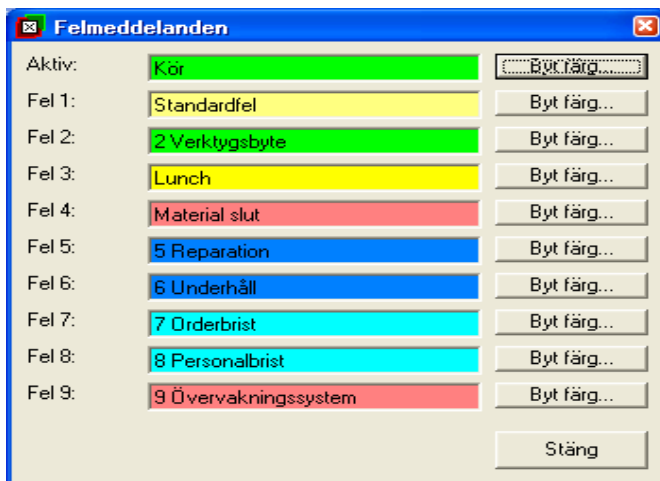 Felmeddelanden
Aktiv: Kör Byt färg...
Fel 1: Standardfel Byt färg...
Fel 2: 2 Verktygsbyte Byt färg...
Fel 3: Lunch Byt färg...
Fel 4: Material slut Byt färg...
Fel 5: 5 Reparation Byt färg...
Fel 6: 6 Underhåll Byt färg...
Fel 7: 7 Orderbrist Byt färg...
Fel 8: 8 Personalbrist Byt färg...
Fel 9: 9 Övervakningssystem Byt färg...
Stäng